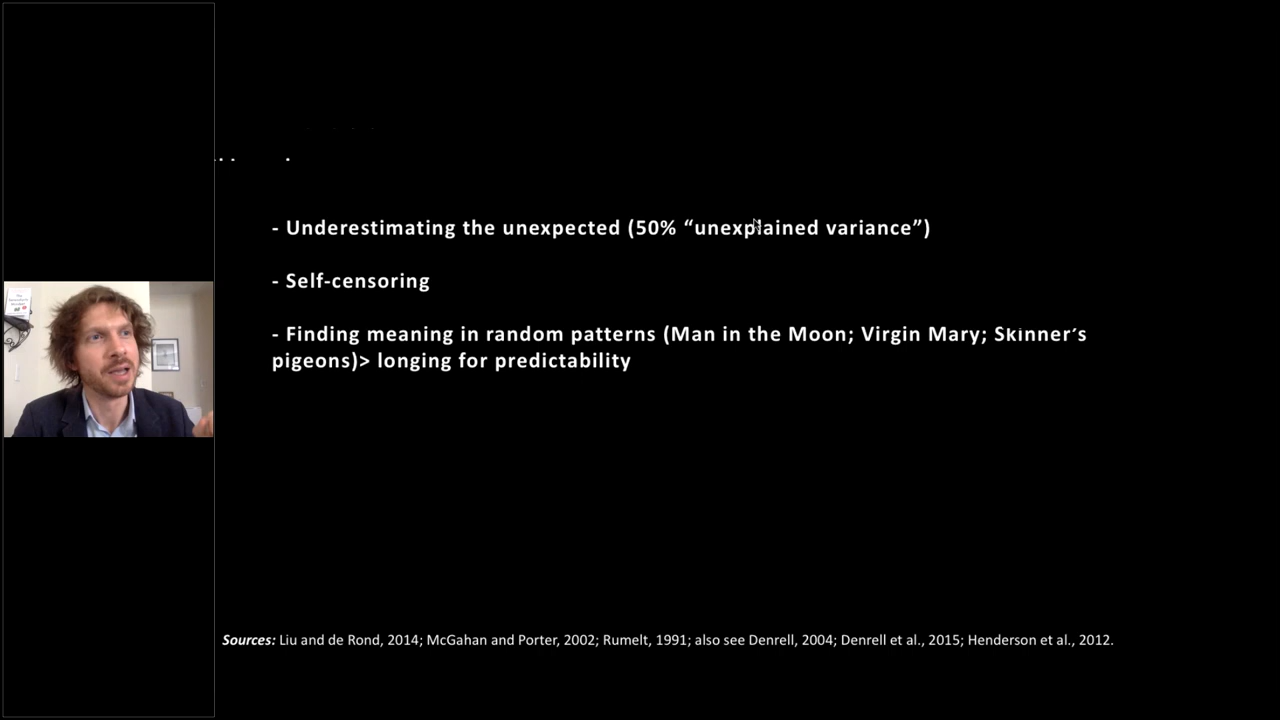 - Underestimating the unexpected (50% “unexplained variance”)
- Self-censoring
- Finding meaning in random patterns (Man in the Moon; Virgin Mary; Skinner’s
pigeons)> longing for predictability
Sources: Liu and de Rond, 2014; McGahan and Porter, 2002; Rumelt, 1991; also see Denrell, 2004; Denrell et al., 2015; Henderson et al., 2012.